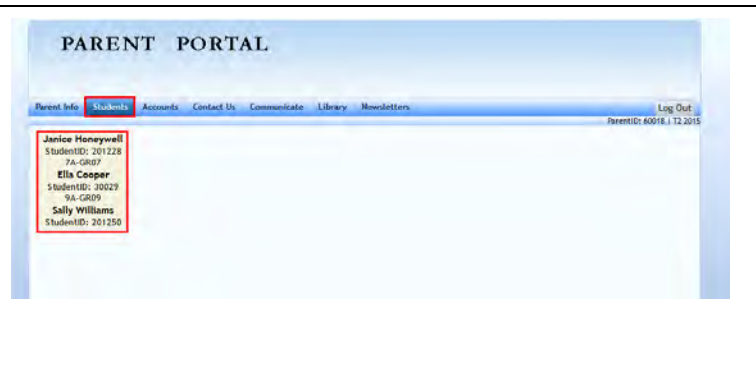 PARENT PORTAL
Parent Info Students Accounts Contact Us Communicate Library Newsletters Log Out
ParentID: 60018 | T2 2015
Janice Honeywell
StudentID: 201228
7A-GR07
Ella Cooper
StudentID: 30029
9A-GR09
Sally Williams
StudentID: 201250